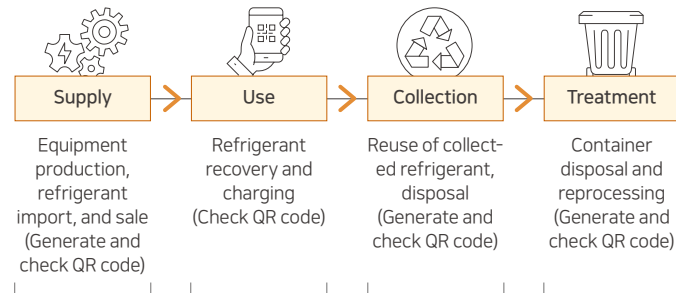 Supply
Use
Collection
Treatment
Equipment
production,
refrigerant
import, and sale
(Generate and
check QR code)
Refrigerant
recovery and
charging
(Check QR code)
Reuse of collect-
ed refrigerant,
disposal
(Generate and
check QR code)
Container
disposal and
reprocessing
(Generate and
check QR code)